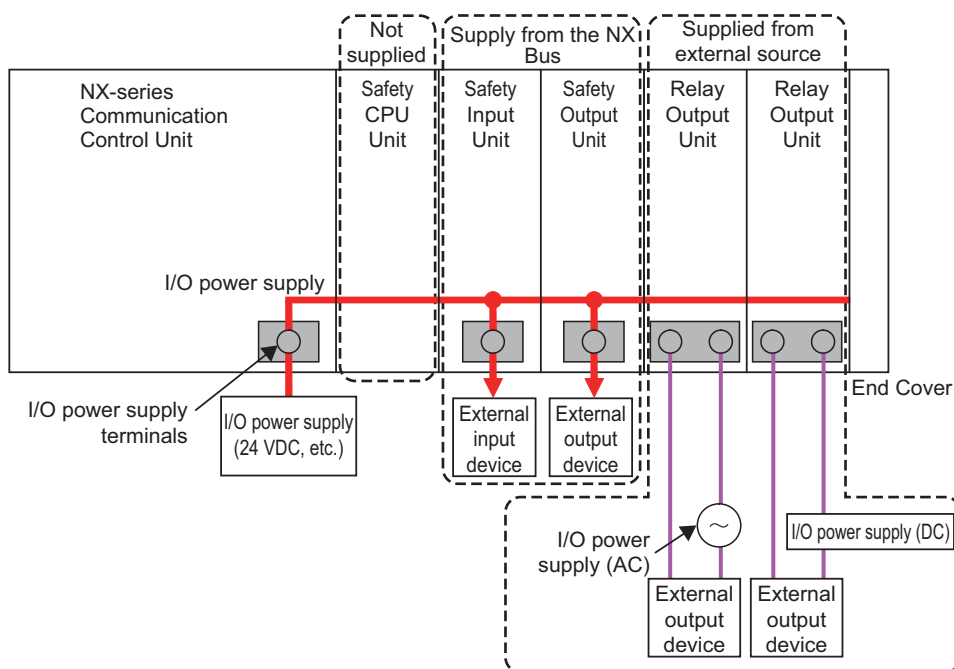 Not
supplied
Supply from the NX
Bus
Supplied from
external source
NX-series
Communication
Control Unit
Safety
CPU
Unit
Safety
Input
Unit
Safety
Output
Unit
Relay
Output
Unit
Relay
Output
Unit
I/O power supply
I/O power supply
terminals
I/O power supply
(24 VDC, etc.)
External
input
device
External
output
device
End Cover
I/O power
supply (AC)
~
I/O power supply (DC)
External
output
device
External
output
device